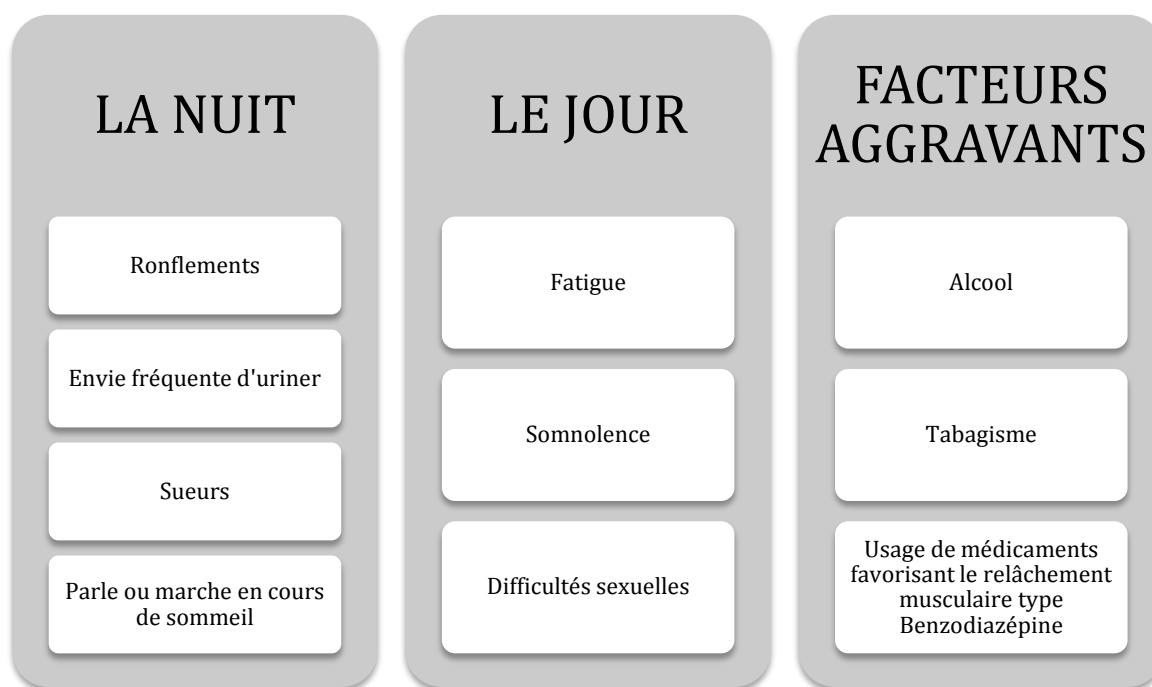 LA NUIT
Ronflements
Envie fréquente d'uriner
Sueurs
Parle ou marche en cours
de sommeil
LE JOUR
Fatigue
Somnolence
Difficultés sexuelles
FACTEURS
AGGRAVANTS
Alcool
Tabagisme
Usage de médicaments
favorisant le relâchement
musculaire type
Benzodiazépine